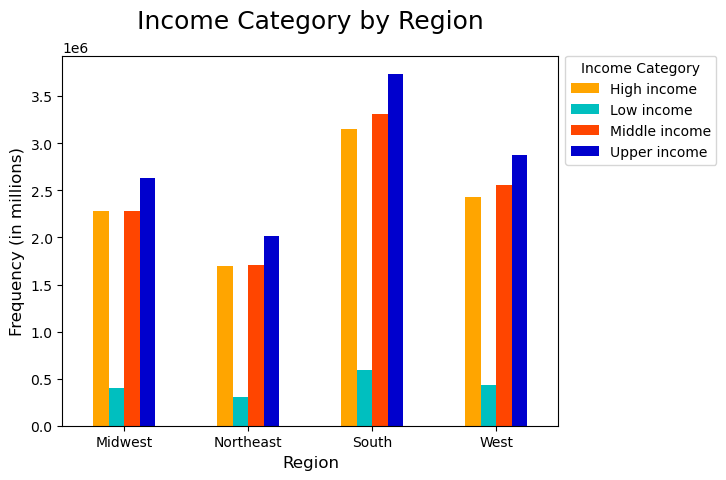 Income Category by Region
1e6
Frequency (in millions)
3.5
3.0
2.5
2.0
1.5
1.0
0.5
0.0
Midwest
Northeast
South
West
Region
Income Category
High income
Low income
Middle income
Upper income